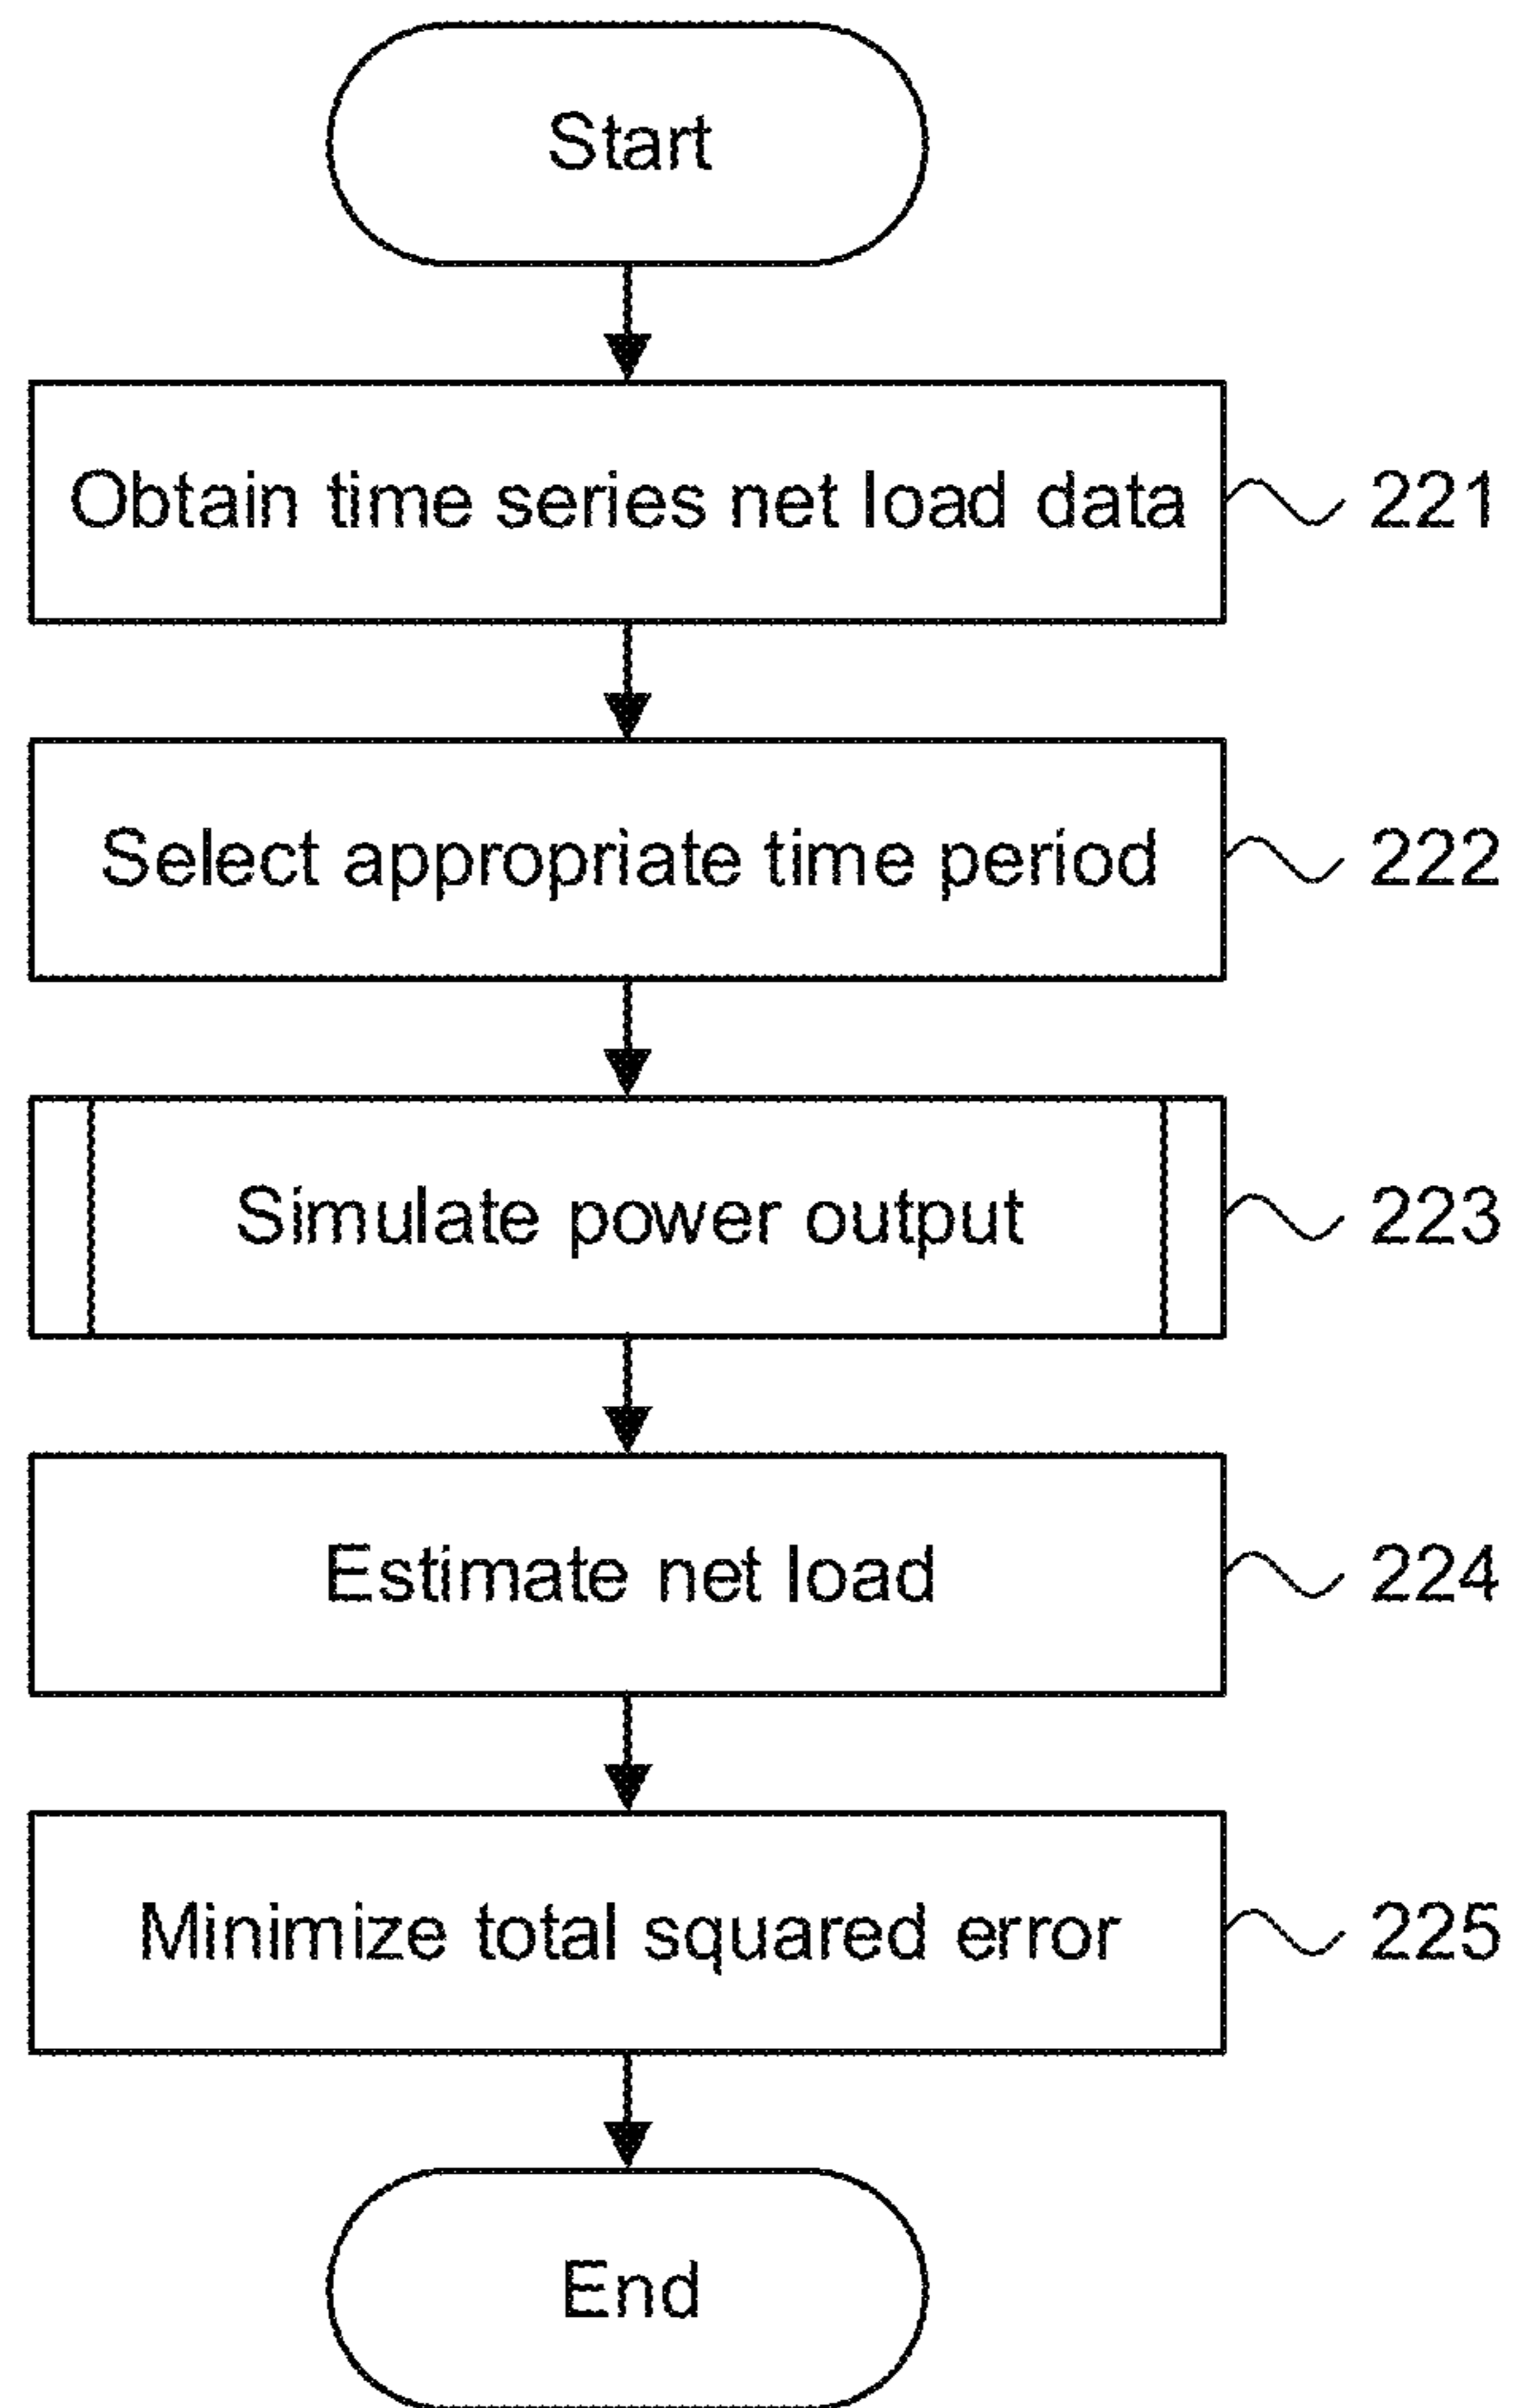 Start
Obtain time series net load data 221
Select appropriate time period 222
Simulate power output 223
Estimate net load 224
Minimize total squared error 225
End